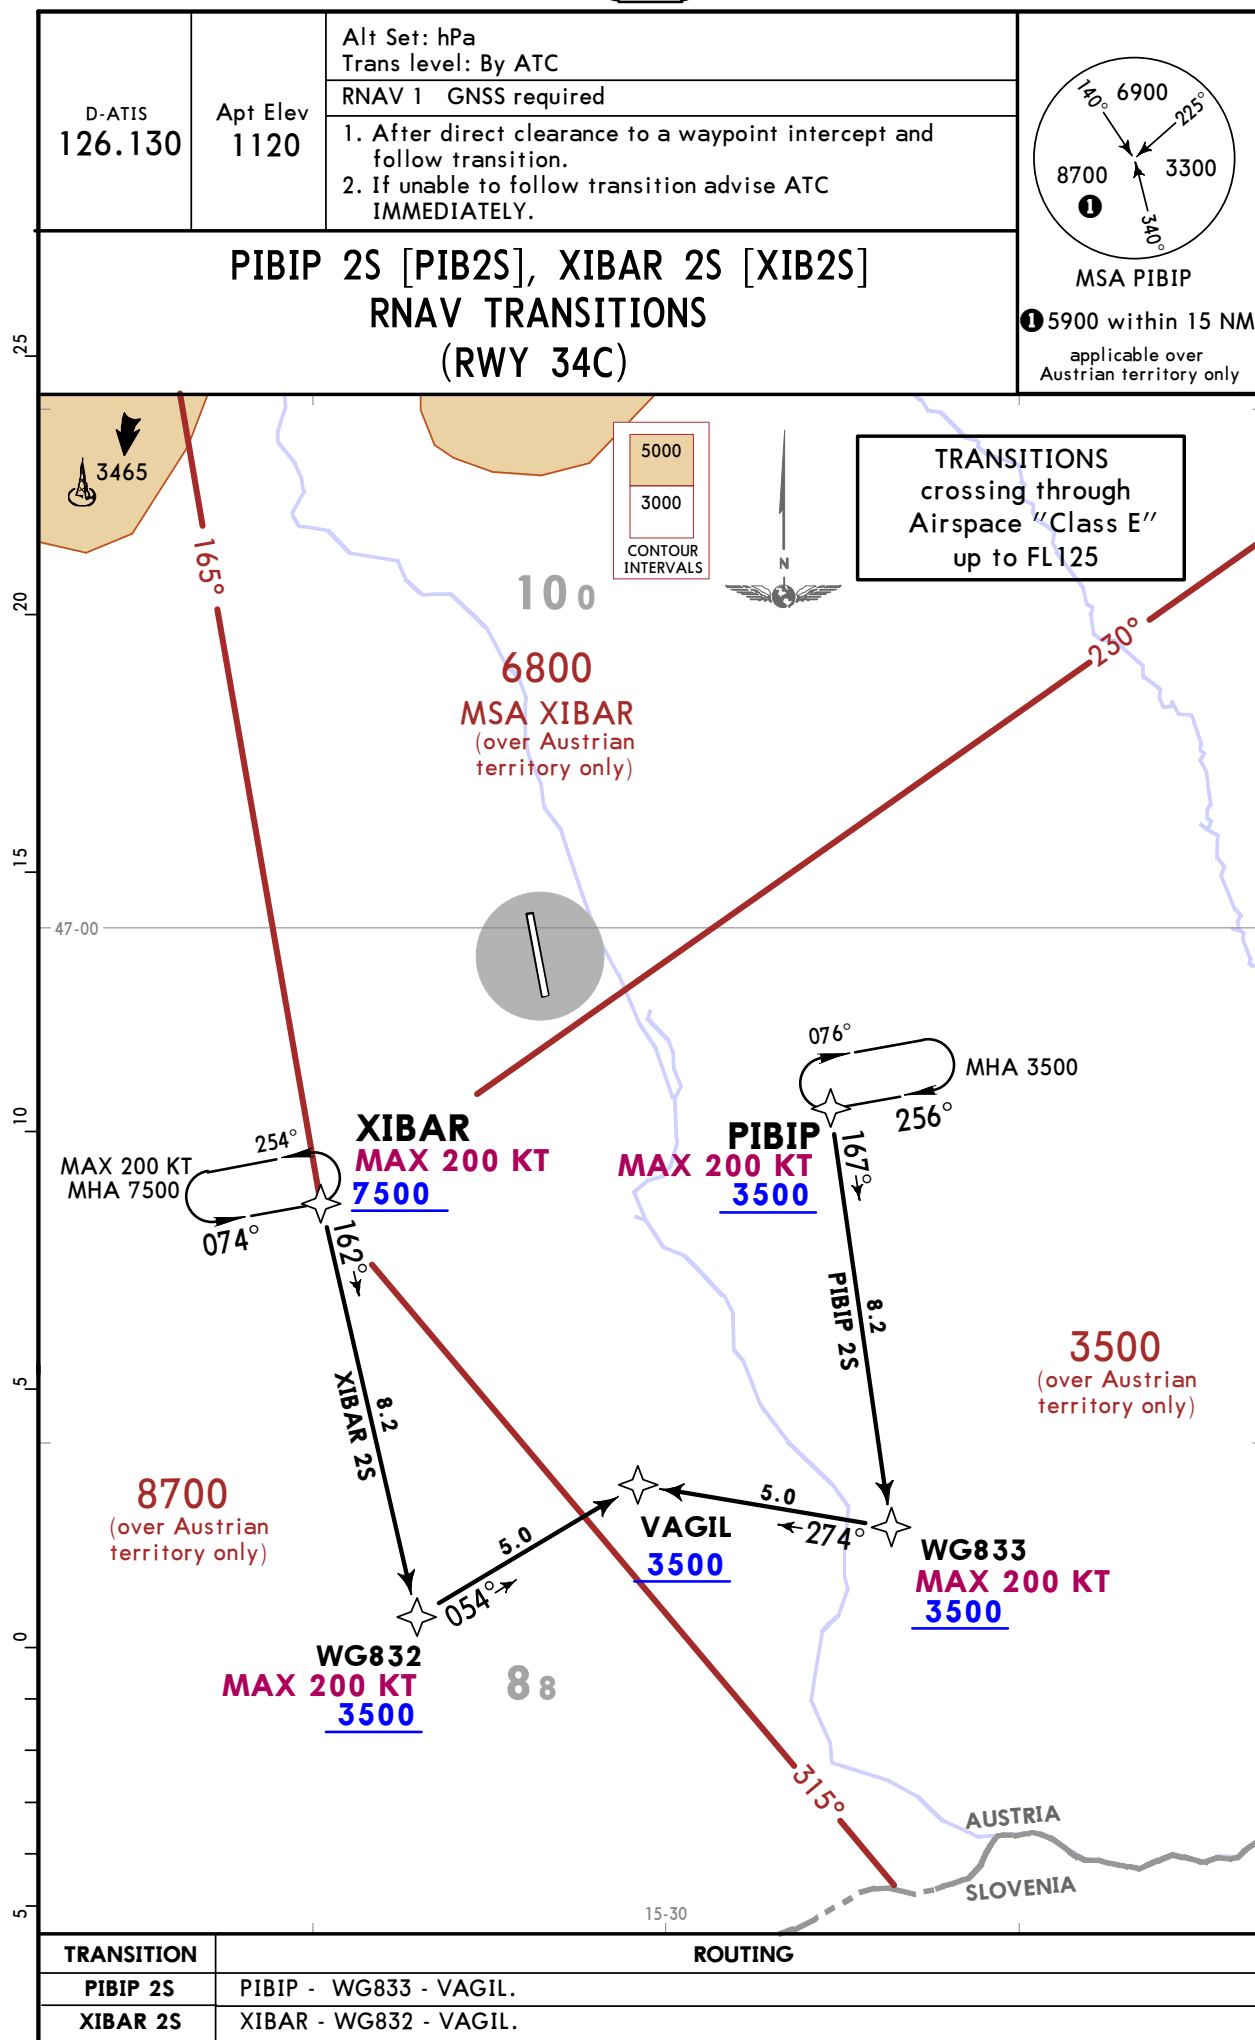 D-ATIS
126.130
Apt Elev
1120
Alt Set: hPa
Trans level: By ATC
RNAV 1 GNSS required
1. After direct clearance to a waypoint intercept and
follow transition.
2. If unable to follow transition advise ATC
IMMEDIATELY.
140°
6900
225°
8700
1
3300
340°
MSA PIBIP
1 5900 within 15 NM
applicable over
Austrian territory only
PIBIP 2S [PIB2S], XIBAR 2S [XIB2S]
RNAV TRANSITIONS
(RWY 34C)
25
20
15
10
5
0
5
3465
165°
5000
3000
CONTOUR
INTERVALS
N
TRANSITIONS
crossing through
Airspace "Class E"
up to FL125
10 0
6800
MSA XIBAR
(over Austrian
territory only)
230°
47-00
076°
MHA 3500
256°
PIBIP
MAX 200 KT
3500
167°
XIBAR
MAX 200 KT
7500
254°
MAX 200 KT
MHA 7500
074°
162°
PIBIP 2S
8.2
3500
(over Austrian
territory only)
XIBAR 2S
8.2
8700
(over Austrian
territory only)
5.0
VAGIL
3500
5.0
274°
WG833
MAX 200 KT
3500
054°
WG832
MAX 200 KT
3500
8 8
315°
AUSTRIA
SLOVENIA
15-30
TRANSITION ROUTING
PIBIP 2S PIBIP - WG833 - VAGIL.
XIBAR 2S XIBAR - WG832 - VAGIL.